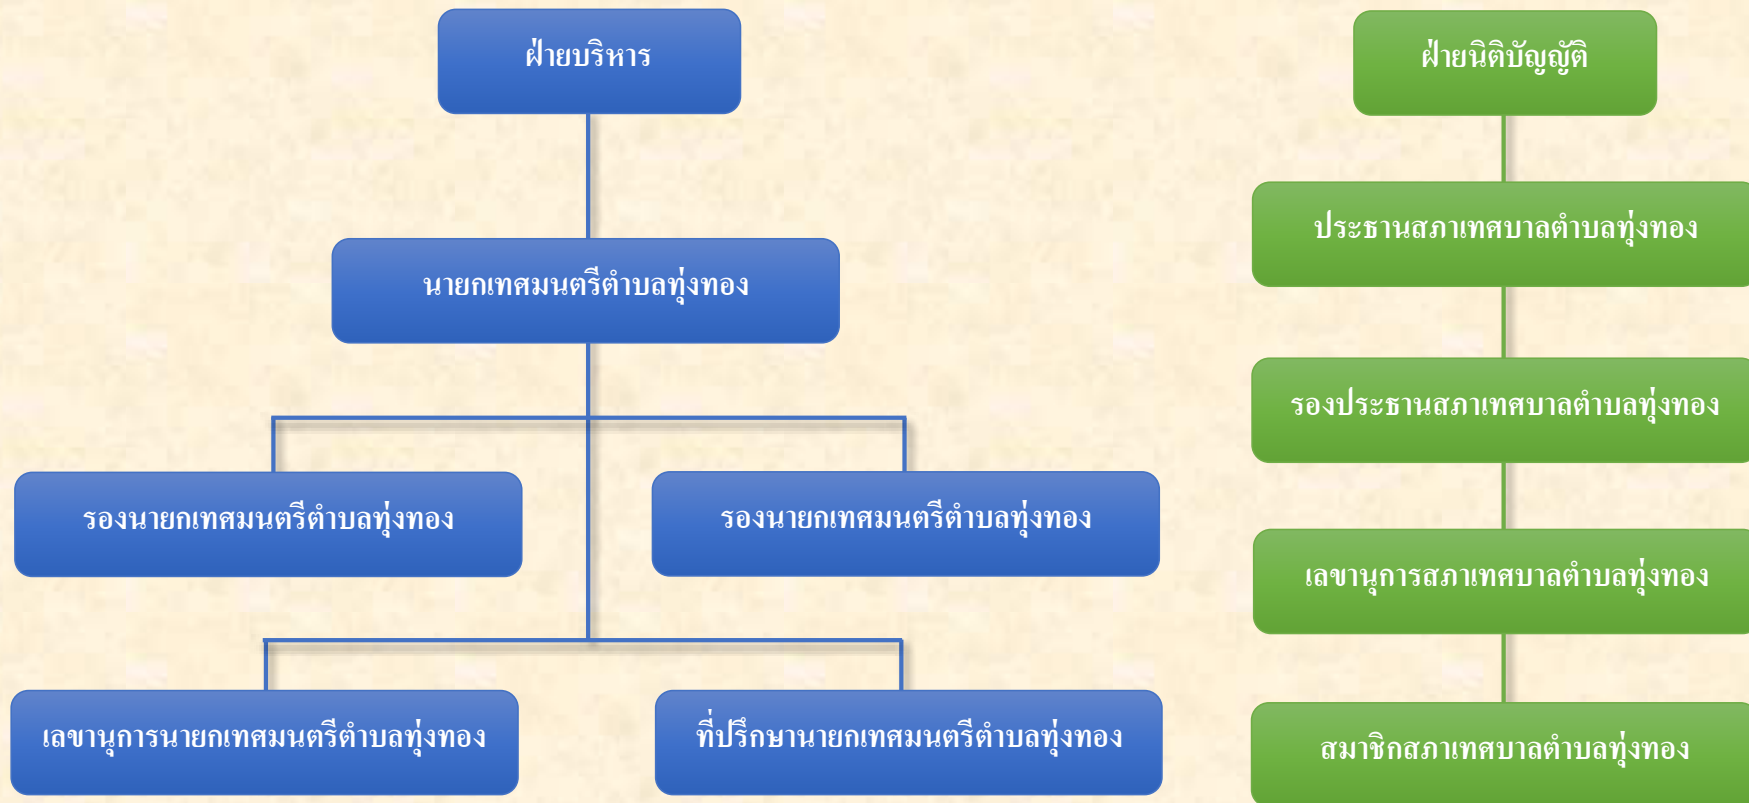 ฝ่ายบริหาร
นายกเทศมนตรีตำบลทุ่งทอง
รองนายกเทศมนตรีตำบลทุ่งทอง
รองนายกเทศมนตรีตำบลทุ่งทอง
เลขานุการนายกเทศมนตรีตำบลทุ่งทอง
ที่ปรึกษานายกเทศมนตรีตำบลทุ่งทอง
ฝ่ายนิติบัญญัติ
ประธานสภาเทศบาลตำบลทุ่งทอง
รองประธานสภาเทศบาลตำบลทุ่งทอง
เลขานุการสภาเทศบาลตำบลทุ่งทอง
สมาชิกสภาเทศบาลตำบลทุ่งทอง